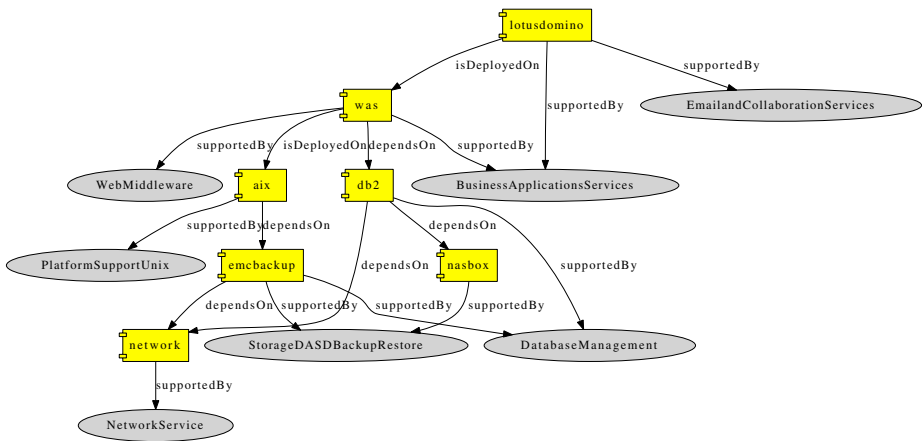 lotusdomino
isDeployedOn
supportedBy
was
supportedBy
EmailandCollaborationServices
supportedBy
isDeployedOn
dependsOn
supportedBy
WebMiddleware
aix
db2
BusinessApplicationsServices
supportedBy
dependsOn
dependsOn
PlatformSupportUnix
emcbackup
dependsOn
nasbox
supportedBy
dependsOn
supportedBy
supportedBy
supportedBy
network
StorageDASDBackupRestore
DatabaseManagement
supportedBy
NetworkService